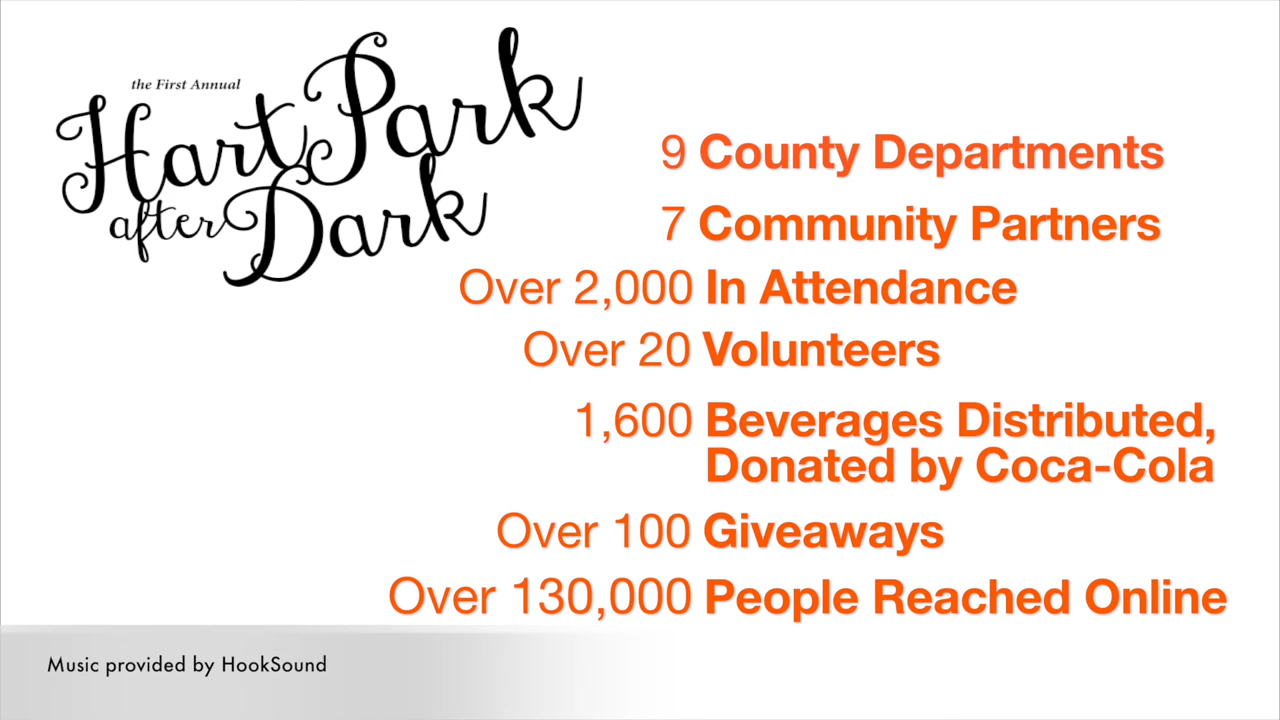 the First Annual
Hart Park
after Dark
9 County Departments
7 Community Partners
Over 2,000 In Attendance
Over 20 Volunteers
1,600 Beverages Distributed,
Donated by Coca-Cola
Over 100 Giveaways
Over 130,000 People Reached Online
Music provided by HookSound